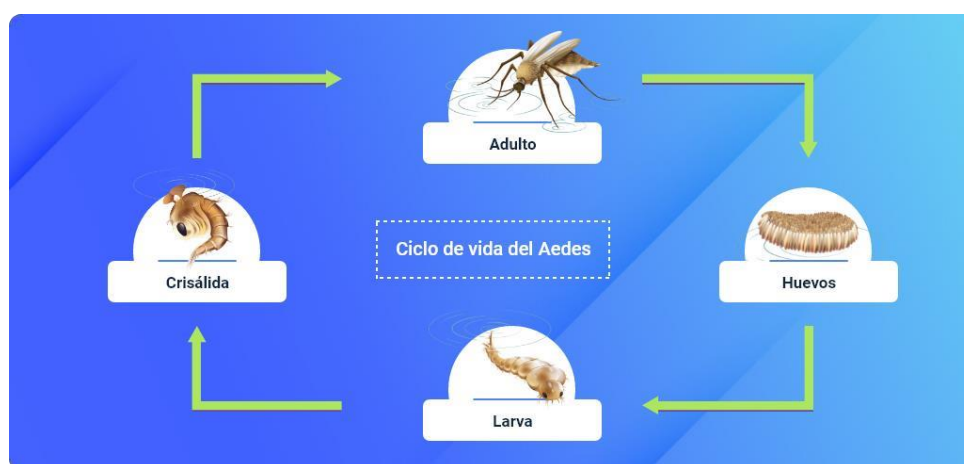 Adulto
Ciclo de vida del Aedes
Crisálida
Huevos
Larva